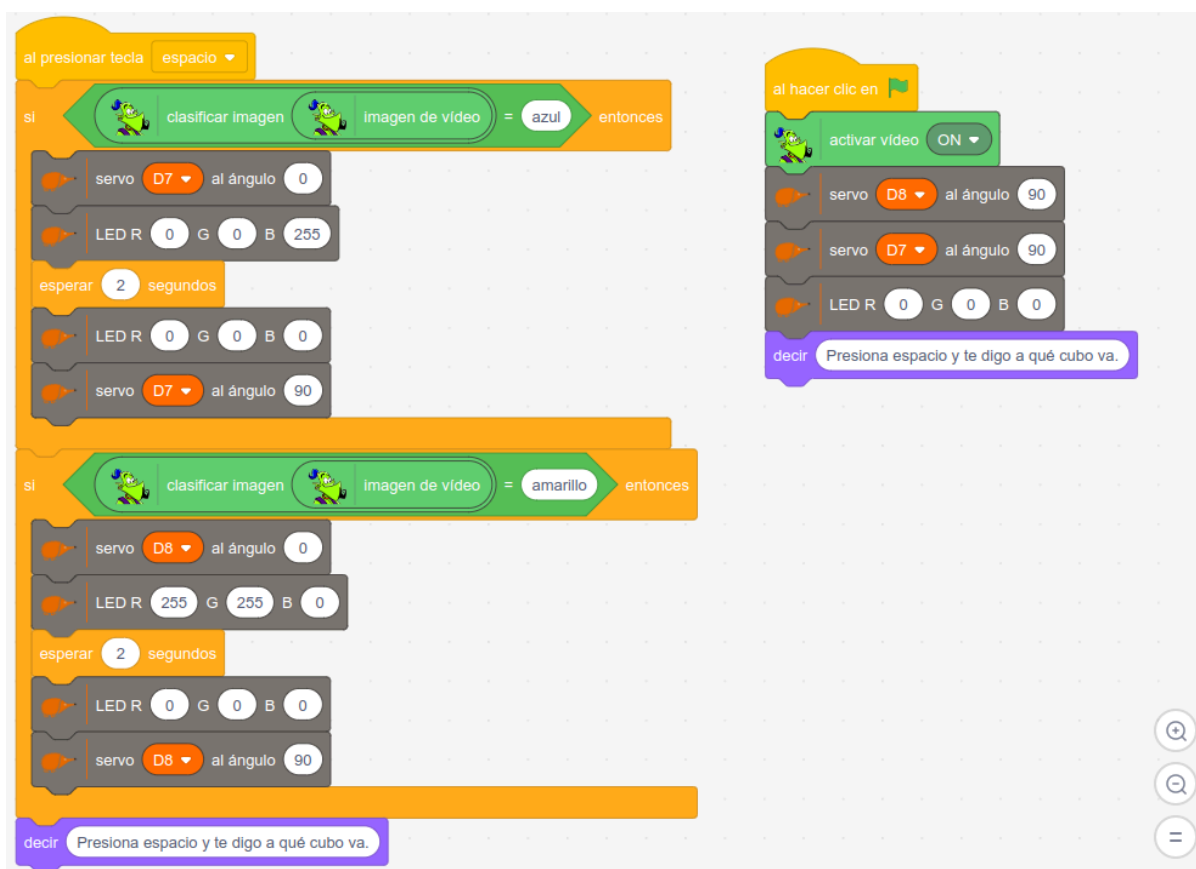 al presionar tecla espacio
si clasificar imagen imagen de vídeo = azul entonces
servo D7 al ángulo 0
LED R 0 G 0 B 255
esperar 2 segundos
LED R 0 G 0 B 0
servo D7 al ángulo 90
si clasificar imagen imagen de vídeo = amarillo entonces
servo D8 al ángulo 0
LED R 255 G 255 B 0
esperar 2 segundos
LED R 0 G 0 B 0
servo D8 al ángulo 90
decir Presiona espacio y te digo a qué cubo va.
al hacer clic en
activar vídeo ON
servo D8 al ángulo 90
servo D7 al ángulo 90
LED R 0 G 0 B 0
decir Presiona espacio y te digo a qué cubo va.